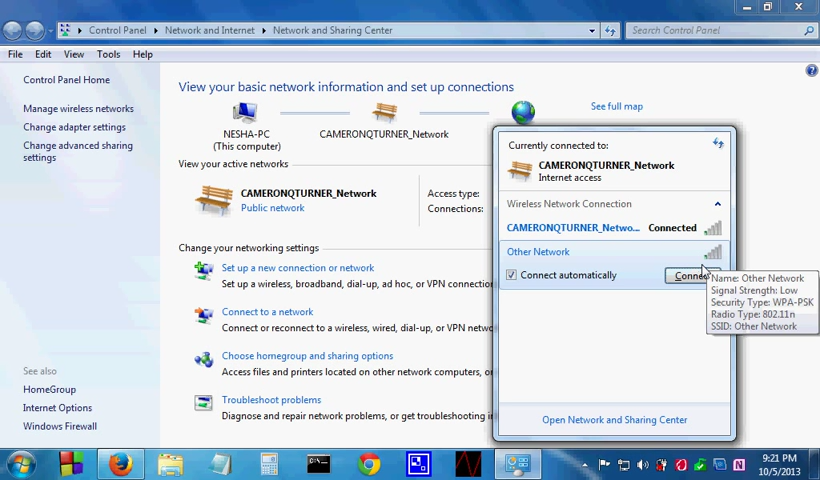 Control Panel
Network and Internet
Network and Sharing Center
Search Control Panel
File Edit View Tools Help
Control Panel Home
Manage wireless networks
Change adapter settings
Change advanced sharing
settings
See also
HomeGroup
Internet Options
Windows Firewall
View your basic network information and set up connections
See full map
NESHA-PC
(This computer)
CAMERONQTURNER_Network
View your active networks
CAMERONQTURNER_Network
Public network
Access type:
Connections:
Change your networking settings
Set up a new connection or network
Set up a wireless, broadband, dial-up, ad hoc, or VPN
Connect to a network
Connect or reconnect to a wireless, wired, dial-up, or VPN
Choose homegroup and sharing options
Access files and printers located on other network computers,
Troubleshoot problems
Diagnose and repair network problems, or get troubleshooting
Currently connected to:
CAMERONQTURNER_Network
Internet access
Wireless Network Connection
CAMERONQTURNER_Netwo... Connected
Other Network
Connect automatically
Connect
Name: Other Network
Signal Strength: Low
Security Type: WPA-PSK
Radio Type: 802.11n
SSID: Other Network
Open Network and Sharing Center
9:21 PM
10/5/2013